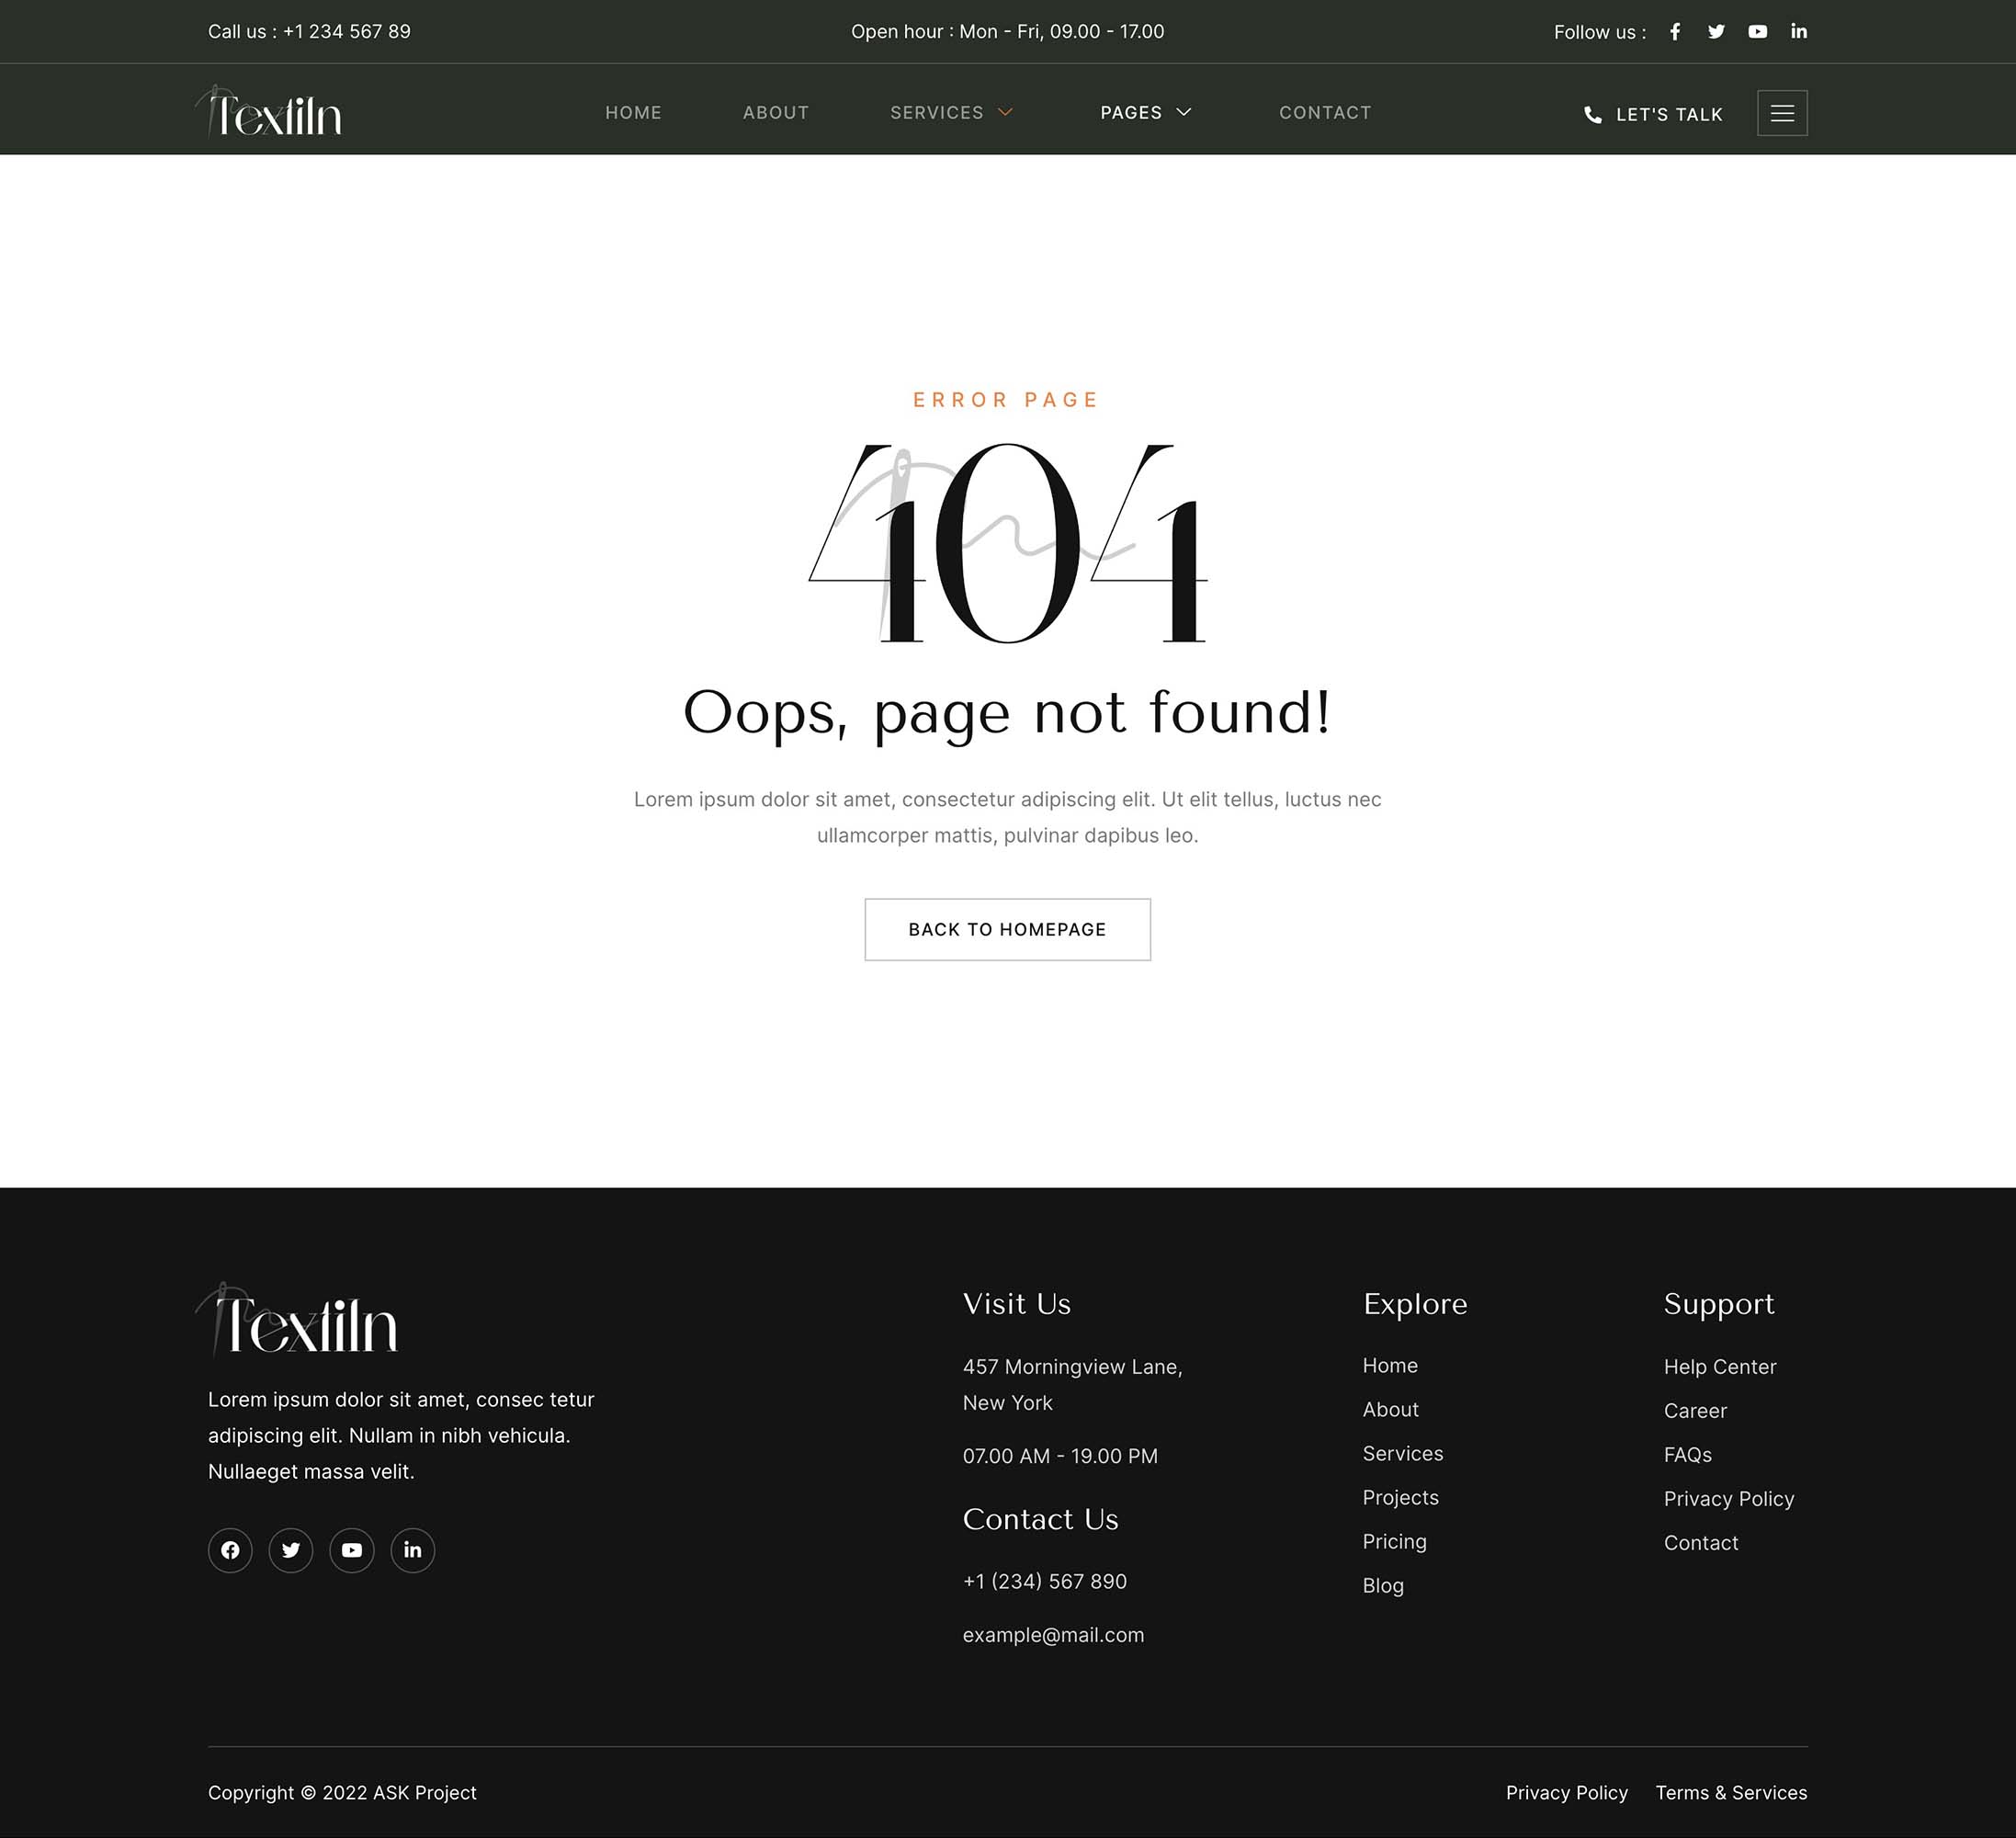 Call us : +1 234 567 89
Open hour : Mon - Fri, 09.00 - 17.00
Follow us :
Textiln
HOME
ABOUT
SERVICES
PAGES
CONTACT
LET'S TALK
ERROR PAGE
404
Oops, page not found!
Lorem ipsum dolor sit amet, consectetur adipiscing elit. Ut elit tellus, luctus nec
ullamcorper mattis, pulvinar dapibus leo.
BACK TO HOMEPAGE
Textiln
Lorem ipsum dolor sit amet, consec tetur
adipiscing elit. Nullam in nibh vehicula.
Nullaeget massa velit.
Visit Us
457 Morningview Lane,
New York
07.00 AM - 19.00 PM
Contact Us
+1 (234) 567 890
example@mail.com
Explore
Home
About
Services
Projects
Pricing
Blog
Support
Help Center
Career
FAQs
Privacy Policy
Contact
Copyright © 2022 ASK Project
Privacy Policy
Terms & Services